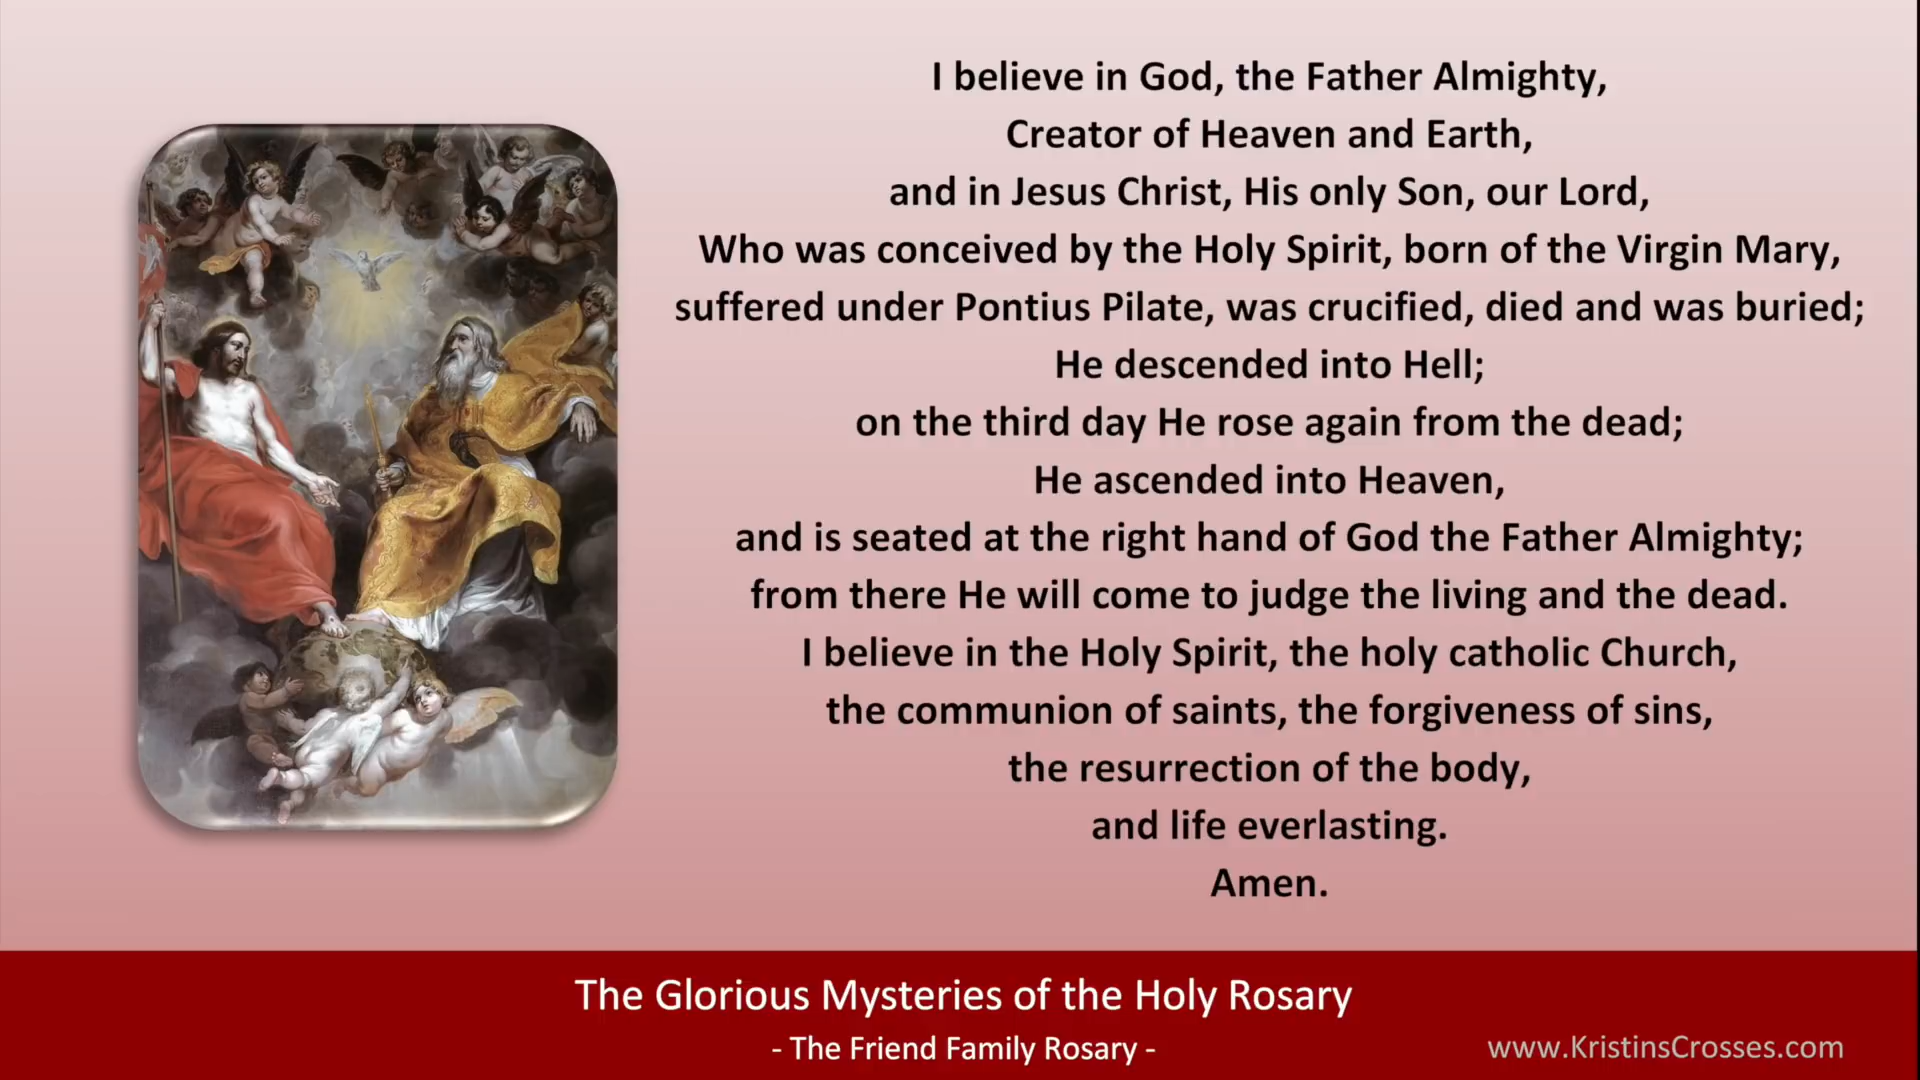 I believe in God, the Father Almighty,
Creator of Heaven and Earth,
and in Jesus Christ, His only Son, our Lord,
Who was conceived by the Holy Spirit, born of the Virgin Mary,
suffered under Pontius Pilate, was crucified, died and was buried;
He descended into Hell;
on the third day He rose again from the dead;
He ascended into Heaven,
and is seated at the right hand of God the Father Almighty;
from there He will come to judge the living and the dead.
I believe in the Holy Spirit, the holy catholic Church,
the communion of saints, the forgiveness of sins,
the resurrection of the body,
and life everlasting.
Amen.
The Glorious Mysteries of the Holy Rosary
- The Friend Family Rosary -
www.KristinsCrosses.com